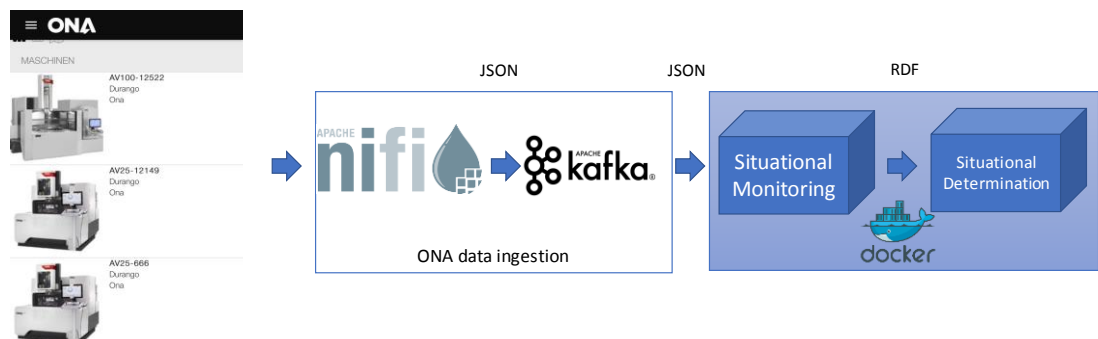 ≡ ONA
MASCHINEN
AV100-12522
Durango
Ona
AV25-12149
Durango
Ona
AV25-666
Durango
Ona
JSON
JSON
RDF
APACHE
nifi
APACHE
kafka®
ONA data ingestion
Situational
Monitoring
Situational
Determination
docker